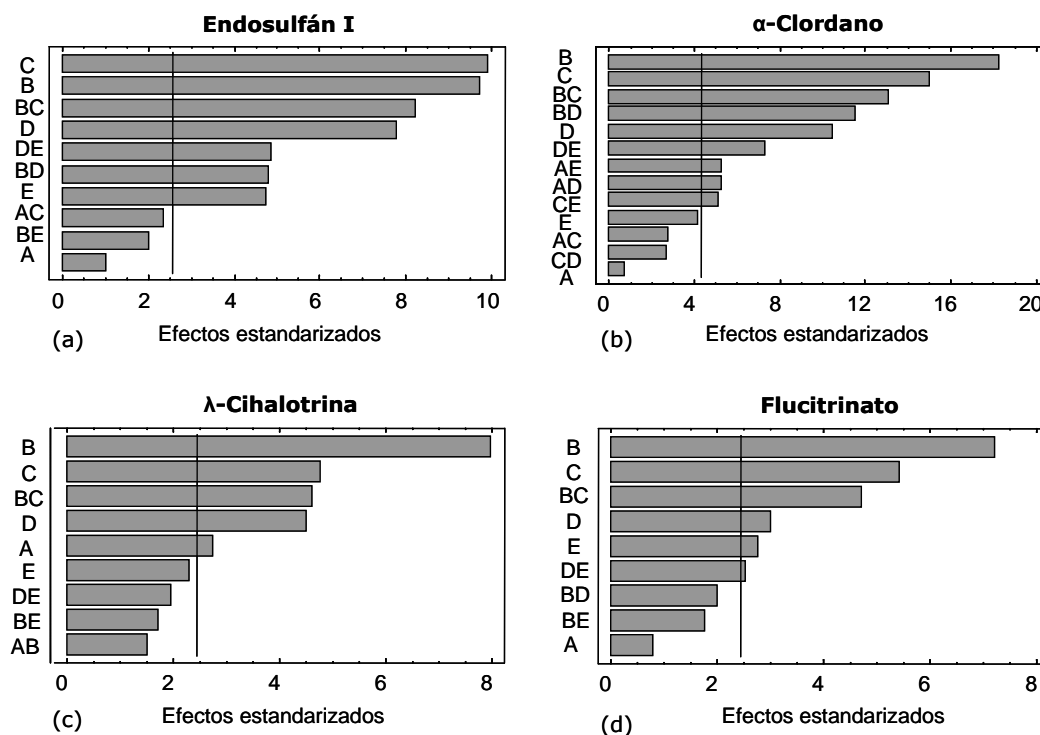 Endosulfán I
C
B
BC
D
DE
BD
E
AC
BE
A
0 2 4 6 8 10
Efectos estandarizados
(a)
α-Clordano
B
C
BC
BD
D
DE
AE
AD
CE
E
AC
CD
A
0 4 8 12 16 20
Efectos estandarizados
(b)
λ-Cihalotrina
B
C
BC
D
A
E
DE
BE
AB
0 2 4 6 8
Efectos estandarizados
(c)
Flucitrinato
B
C
BC
D
E
DE
BD
BE
A
0 2 4 6 8
Efectos estandarizados
(d)